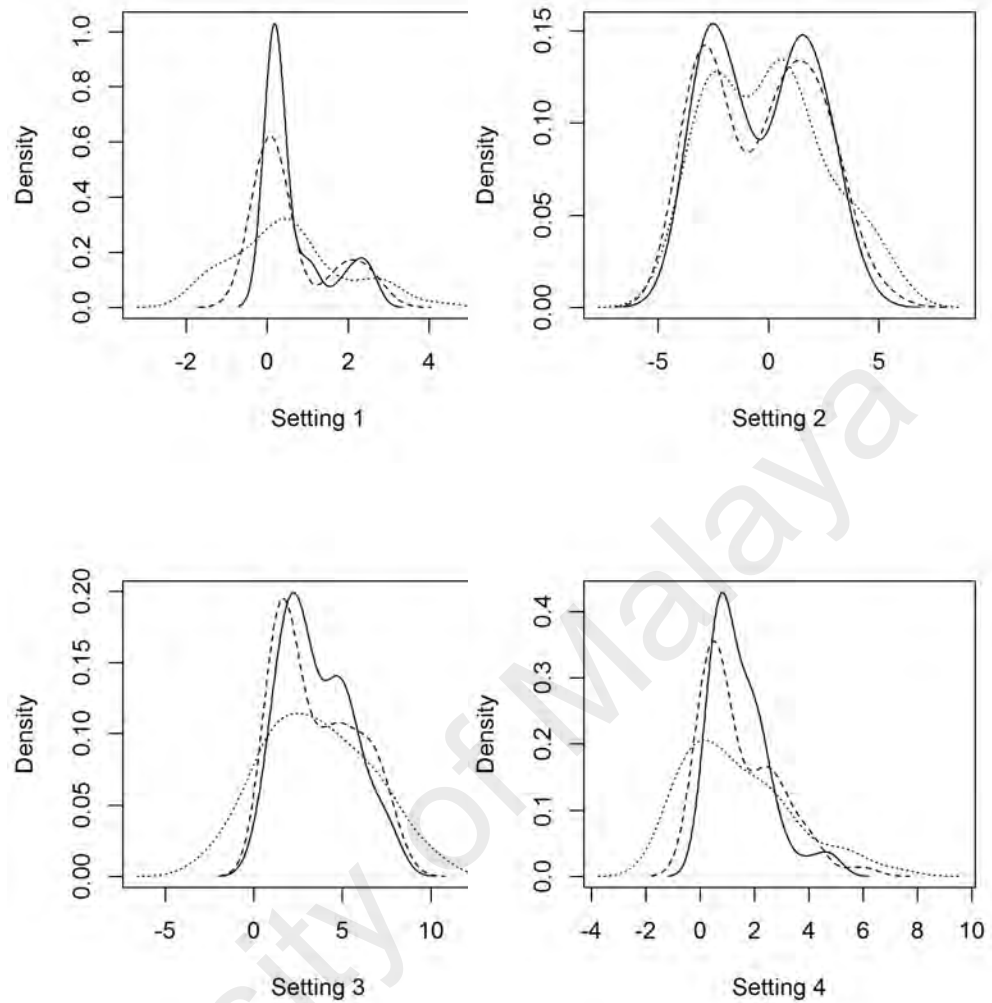 Density
0.0 0.2 0.4 0.6 0.8 1.0
-2 0 2 4
Setting 1
Density
0.00 0.05 0.10 0.15
-5 0 5
Setting 2
Density
0.00 0.05 0.10 0.15 0.20
-5 0 5 10
Setting 3
Density
0.0 0.1 0.2 0.3 0.4
-4 -2 0 2 4 6 8 10
Setting 4
sity of Malaya